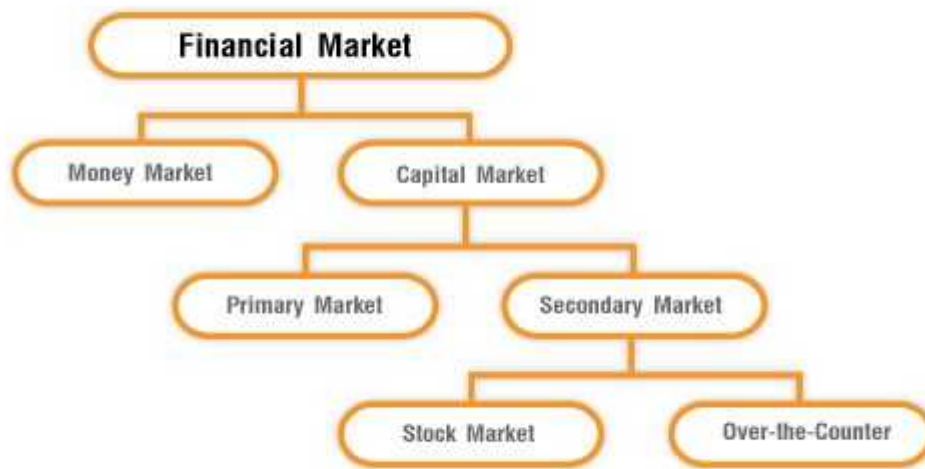 Financial Market
Money Market
Capital Market
Primary Market
Secondary Market
Stock Market
Over-the-Counter